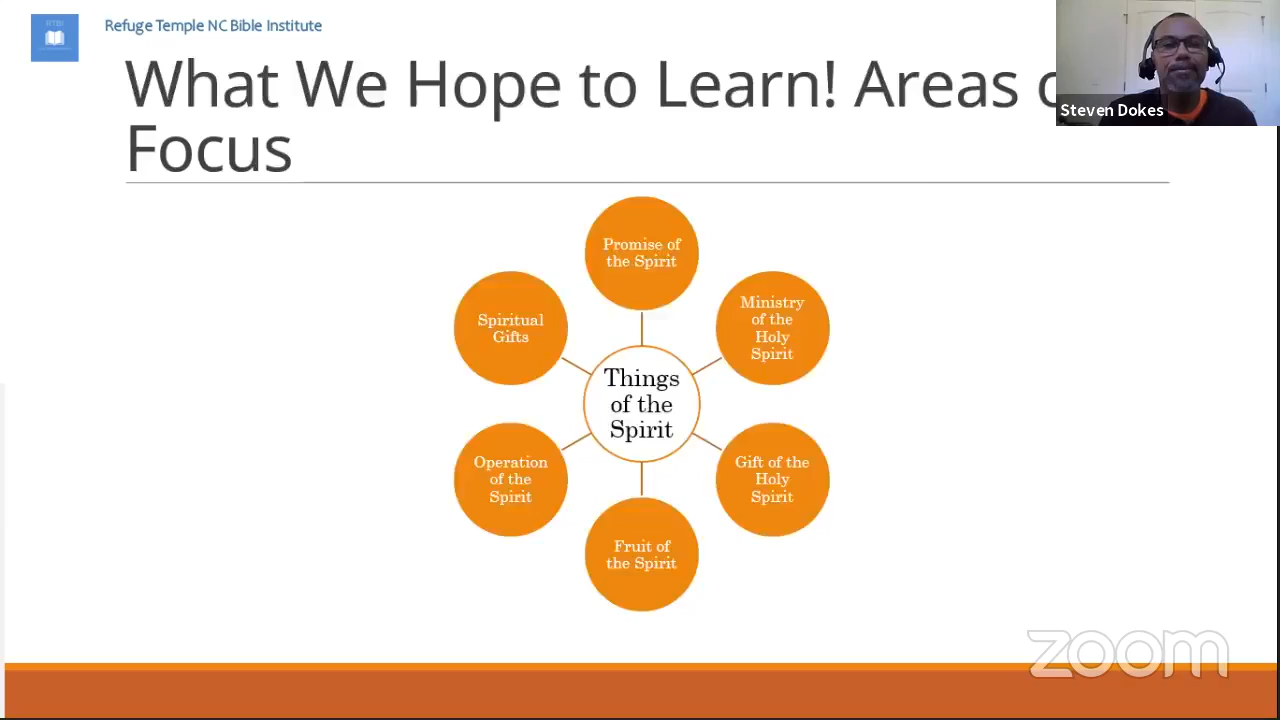 RTBI
Refuge Temple NC Bible Institute
What We Hope to Learn! Areas
Focus
Steven Dokes
Promise of
the Spirit
Ministry
of the
Holy
Spirit
Gift of the
Holy
Spirit
Fruit of
the Spirit
Operation
of the
Spirit
Spiritual
Gifts
Things
of the
Spirit
zoom